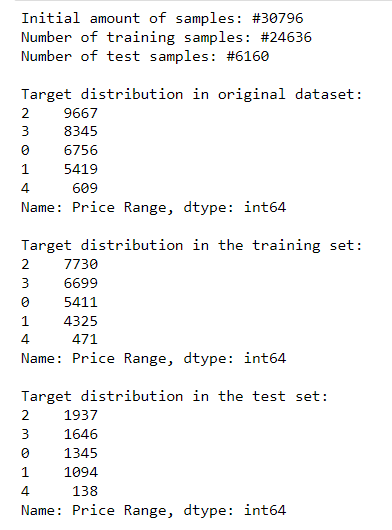 Initial amount of samples: #30796
Number of training samples: #24636
Number of test samples: #6160
Target distribution in original dataset:
2    9667
3    8345
0    6756
1    5419
4     609
Name: Price Range, dtype: int64
Target distribution in the training set:
2    7730
3    6699
0    5411
1    4325
4     471
Name: Price Range, dtype: int64
Target distribution in the test set:
2    1937
3    1646
0    1345
1    1094
4     138
Name: Price Range, dtype: int64